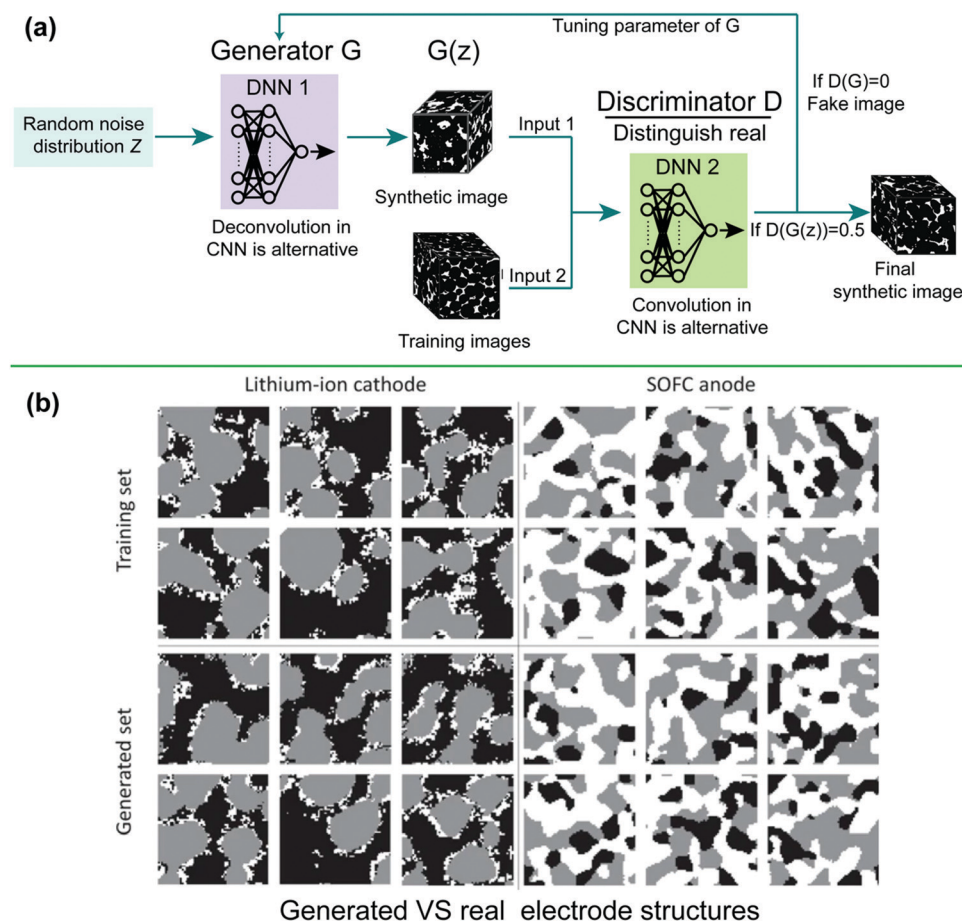 (a)
Tuning parameter of G
Generator G
G(z)
DNN 1
If D(G)=0
Fake image
Discriminator D
Distinguish real
Random noise
distribution Z
Input 1
DNN 2
Synthetic image
Deconvolution in
CNN is alternative
If D(G(z))=0.5
Input 2
Final
synthetic image
Training images
Convolution in
CNN is alternative
(b)
Lithium-ion cathode
SOFC anode
Training set
Generated set
Generated VS real electrode structures